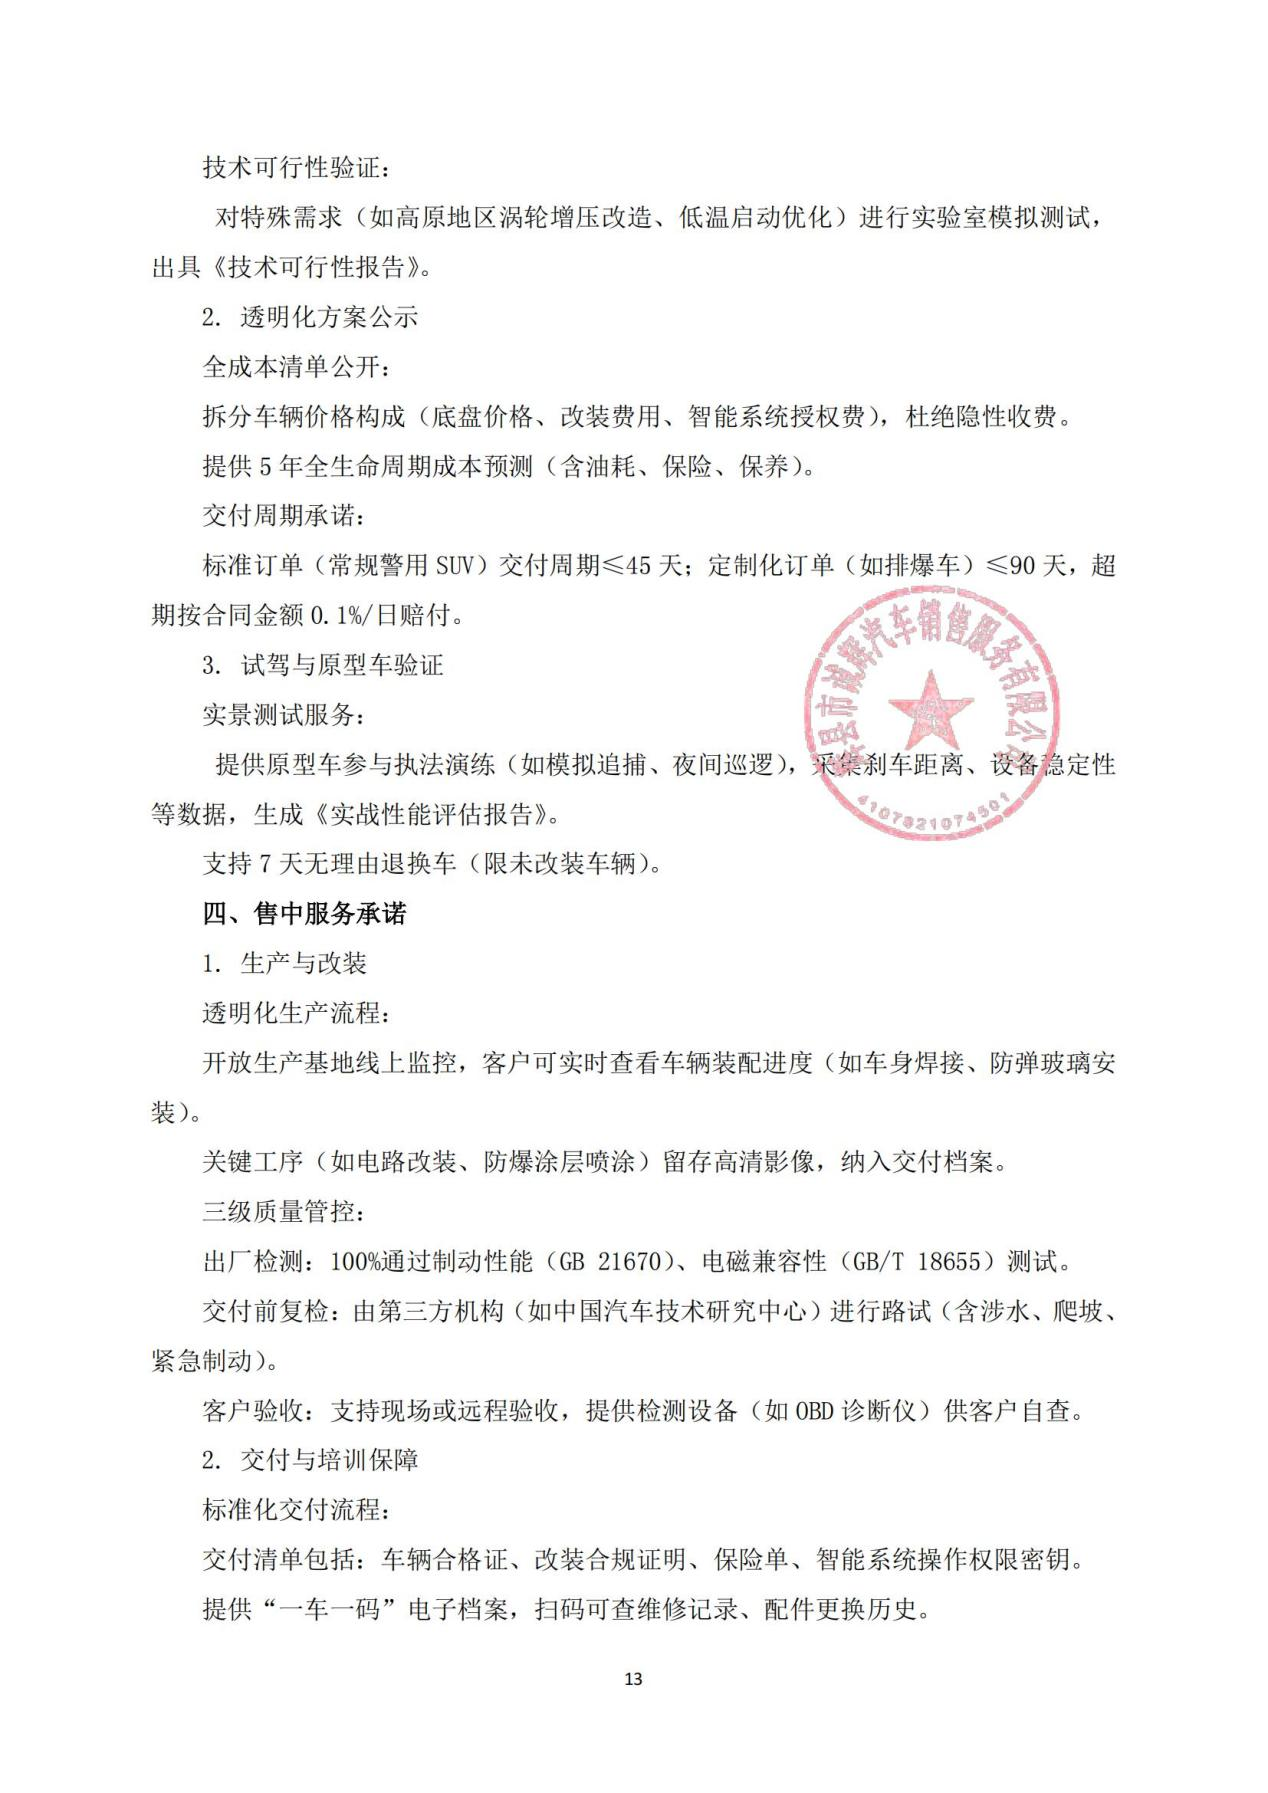 技术可行性验证：
对特殊需求（如高原地区涡轮增压改造、低温启动优化）进行实验室模拟测试，
出具《技术可行性报告》。
2. 透明化方案公示
全成本清单公开：
拆分车辆价格构成（底盘价格、改装费用、智能系统授权费），杜绝隐性收费。
提供 5 年全生命周期成本预测（含油耗、保险、保养）。
交付周期承诺：
标准订单（常规警用 SUV）交付周期≤45 天；定制化订单（如排爆车）≤90 天，超
期按合同金额 0.1%/日赔付。
3. 试驾与原型车验证
实景测试服务：
提供原型车参与执法演练（如模拟追捕、夜间巡逻），采集刹车距离、设备稳定性
等数据，生成《实战性能评估报告》。
支持 7 天无理由退换车（限未改装车辆）。
县市诚辉汽车销售服务有限公司
4107821074501
四、售中服务承诺
1. 生产与改装
透明化生产流程：
开放生产基地线上监控，客户可实时查看车辆装配进度（如车身焊接、防弹玻璃安
装）。
关键工序（如电路改装、防爆涂层喷涂）留存高清影像，纳入交付档案。
三级质量管控：
出厂检测：100%通过制动性能（GB 21670）、电磁兼容性（GB/T 18655）测试。
交付前复检：由第三方机构（如中国汽车技术研究中心）进行路试（含涉水、爬坡、
紧急制动）。
客户验收：支持现场或远程验收，提供检测设备（如 OBD 诊断仪）供客户自查。
2. 交付与培训保障
标准化交付流程：
交付清单包括：车辆合格证、改装合规证明、保险单、智能系统操作权限密钥。
提供“一车一码”电子档案，扫码可查维修记录、配件更换历史。
13